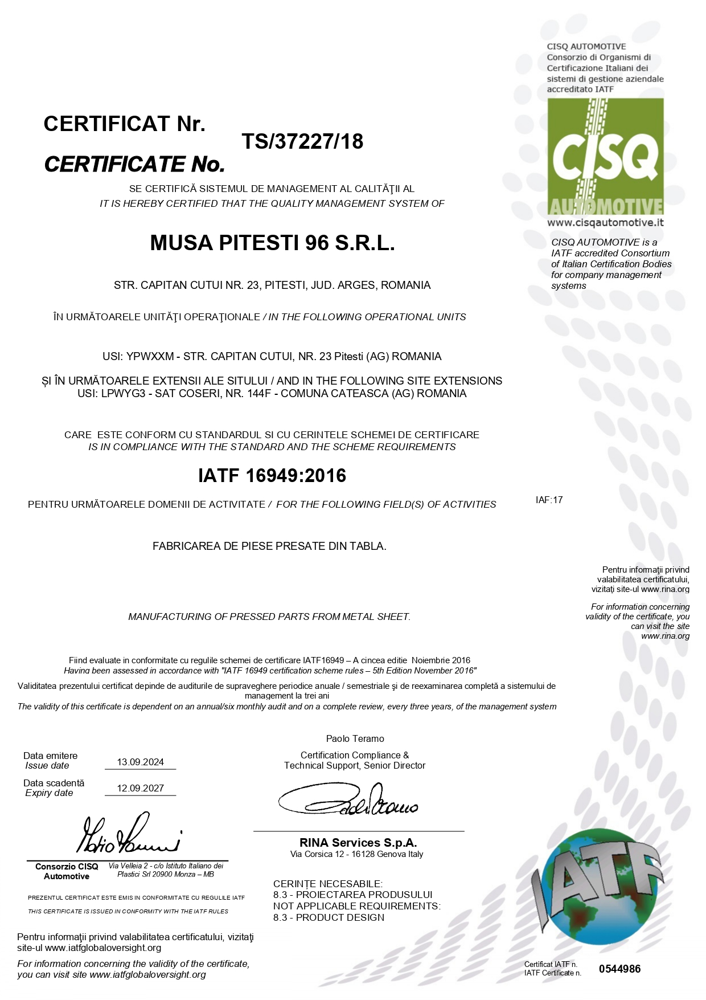 CISQ AUTOMOTIVE
Consorzio di Organismi di
Certificazione Italiani dei
sistemi di gestione aziendale
accreditato IATF
CISQ
AUTOMOTIVE
www.cisqautomotive.it
CISQ AUTOMOTIVE is a
IATF accredited Consortium
of Italian Certification Bodies
for company management
systems
CERTIFICAT Nr.
TS/37227/18
CERTIFICATE No.
SE CERTIFICĂ SISTEMUL DE MANAGEMENT AL CALITĂŢII AL
IT IS HEREBY CERTIFIED THAT THE QUALITY MANAGEMENT SYSTEM OF
MUSA PITESTI 96 S.R.L.
STR. CAPITAN CUTUI NR. 23, PITESTI, JUD. ARGES, ROMANIA
ÎN URMĂTOARELE UNITĂŢI OPERAŢIONALE / IN THE FOLLOWING OPERATIONAL UNITS
USI: YPWXXM - STR. CAPITAN CUTUI, NR. 23 Pitesti (AG) ROMANIA
ȘI ÎN URMĂTOARELE EXTENSII ALE SITULUI / AND IN THE FOLLOWING SITE EXTENSIONS
USI: LPWYG3 - SAT COSERI, NR. 144F - COMUNA CATEASCA (AG) ROMANIA
CARE ESTE CONFORM CU STANDARDUL SI CU CERINTELE SCHEMEI DE CERTIFICARE
IS IN COMPLIANCE WITH THE STANDARD AND THE SCHEME REQUIREMENTS
IATF 16949:2016
PENTRU URMĂTOARELE DOMENII DE ACTIVITATE / FOR THE FOLLOWING FIELD(S) OF ACTIVITIES
IAF:17
FABRICAREA DE PIESE PRESATE DIN TABLA.
Pentru informaţii privind
valabilitatea certificatului,
vizitaţi site-ul www.rina.org
For information concerning
validity of the certificate, you
can visit the site
www.rina.org
MANUFACTURING OF PRESSED PARTS FROM METAL SHEET.
Fiind evaluate in conformitate cu regulile schemei de certificare IATF16949 – A cincea editie Noiembrie 2016
Having been assessed in accordance with "IATF 16949 certification scheme rules – 5th Edition November 2016"
Validitatea prezentului certificat depinde de auditurile de supraveghere periodice anuale / semestriale şi de reexaminarea completă a sistemului de
management la trei ani
The validity of this certificate is dependent on an annual/six monthly audit and on a complete review, every three years, of the management system
Data emitere
Issue date
13.09.2024
Data scadentă
Expiry date
12.09.2027
Paolo Teramo
Certification Compliance &
Technical Support, Senior Director
RINA Services S.p.A.
Via Corsica 12 - 16128 Genova Italy
Consorzio CISQ
Automotive
Via Velleia 2 - c/o Istituto Italiano dei
Plastici Srl 20900 Monza – MB
PREZENTUL CERTIFICAT ESTE EMIS IN CONFORMITATE CU REGULILE IATF
THIS CERTIFICATE IS ISSUED IN CONFORMITY WITH THE IATF RULES
CERINȚE NECESABILE:
8.3 - PROIECTAREA PRODUSULUI
NOT APPLICABLE REQUIREMENTS:
8.3 - PRODUCT DESIGN
Pentru informaţii privind valabilitatea certificatului, vizitaţi
site-ul www.iatfglobaloversight.org
For information concerning the validity of the certificate,
you can visit site www.iatfglobaloversight.org
IATF
Certificat IATF n.
IATF Certificate n.
0544986